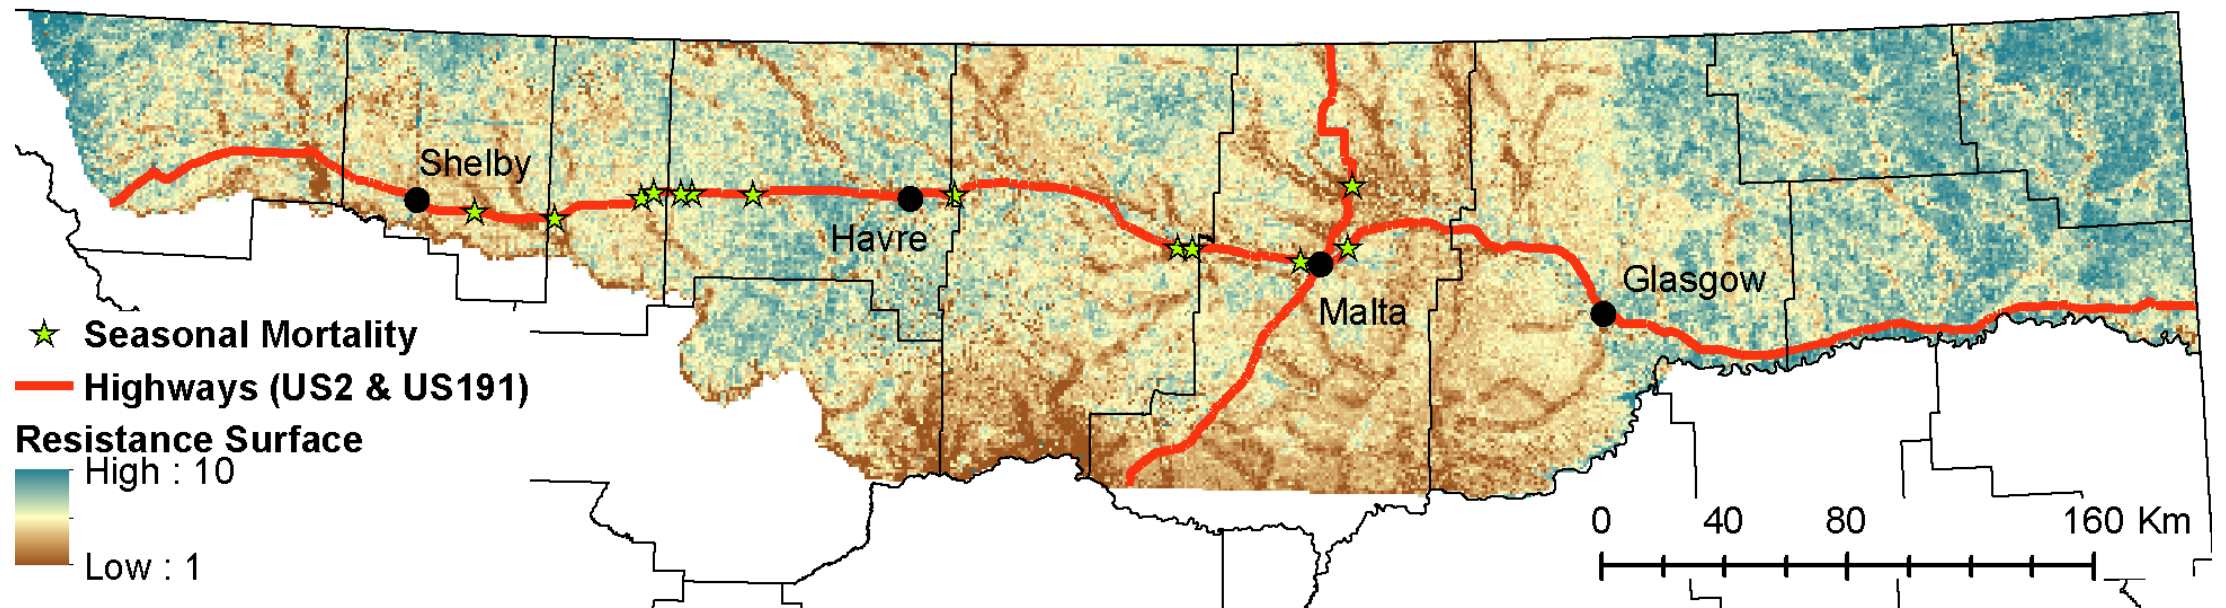 Shelby
Havre
Malta
Glasgow
Seasonal Mortality
Highways (US2 & US191)
Resistance Surface
High : 10
Low : 1
0 40 80 160 Km